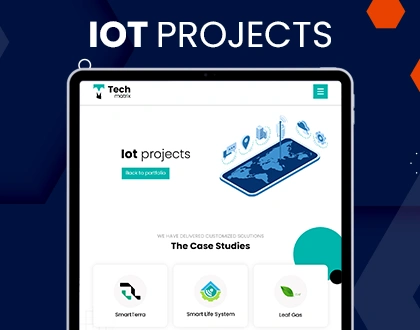 IOT PROJECTS
Tech
matrix
Iot projects
Back to portfolio
WE HAVE DELIVERED CUSTOMIZED SOLUTIONS
The Case Studies
SmartTerra
Smart Life System
Leaf Gas